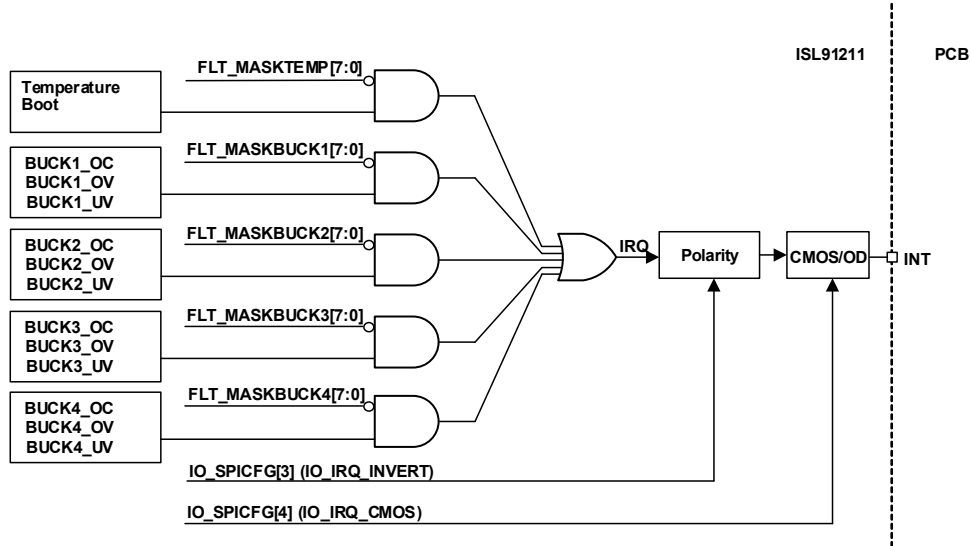 ISL91211
PCB
FLT_MASKTEMP[7:0]
Temperature
Boot
FLT_MASKBUCK1[7:0]
BUCK1_OC
BUCK1_OV
BUCK1_UV
FLT_MASKBUCK2[7:0]
BUCK2_OC
BUCK2_OV
BUCK2_UV
IRQ
Polarity
CMOS/OD
INT
FLT_MASKBUCK3[7:0]
BUCK3_OC
BUCK3_OV
BUCK3_UV
FLT_MASKBUCK4[7:0]
BUCK4_OC
BUCK4_OV
BUCK4_UV
IO_SPICFG[3] (IO_IRQ_INVERT)
IO_SPICFG[4] (IO_IRQ_CMOS)